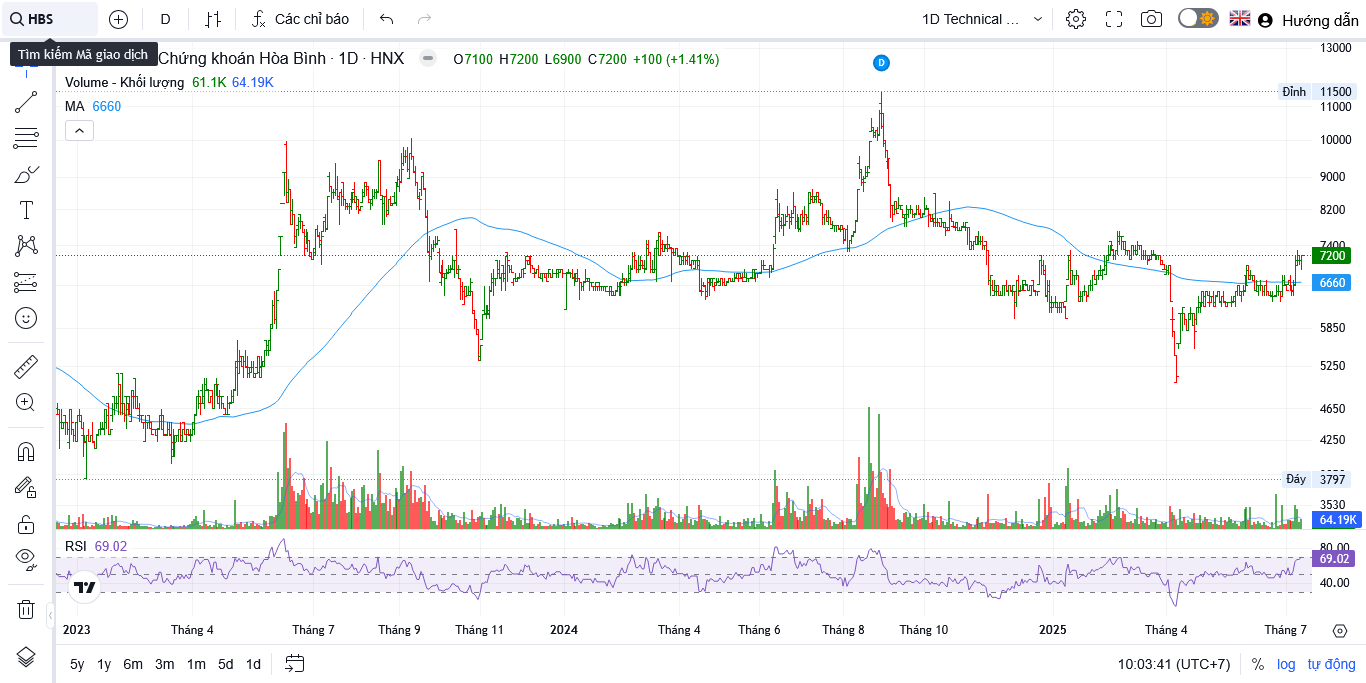 HBS
D
Các chỉ báo
1D Technical ...
Hướng dẫn
Tìm kiếm Mã giao dịch
Chứng khoán Hòa Bình · 1D · HNX
O7100 H7200 L6900 C7200 +100 (+1.41%)
Volume - Khối lượng 61.1K 64.19K
MA 6660
D
13000
Đỉnh 11500
11000
10000
9000
8200
7400
7200
6660
5850
5250
4650
4250
Đáy 3797
3530
64.19K
RSI 69.02
80.00
69.02
40.00
2023 Tháng 4 Tháng 7 Tháng 9 Tháng 11 2024 Tháng 4 Tháng 6 Tháng 8 Tháng 10 2025 Tháng 4 Tháng 7
5y 1y 6m 3m 1m 5d 1d
10:03:41 (UTC+7) % log tự động